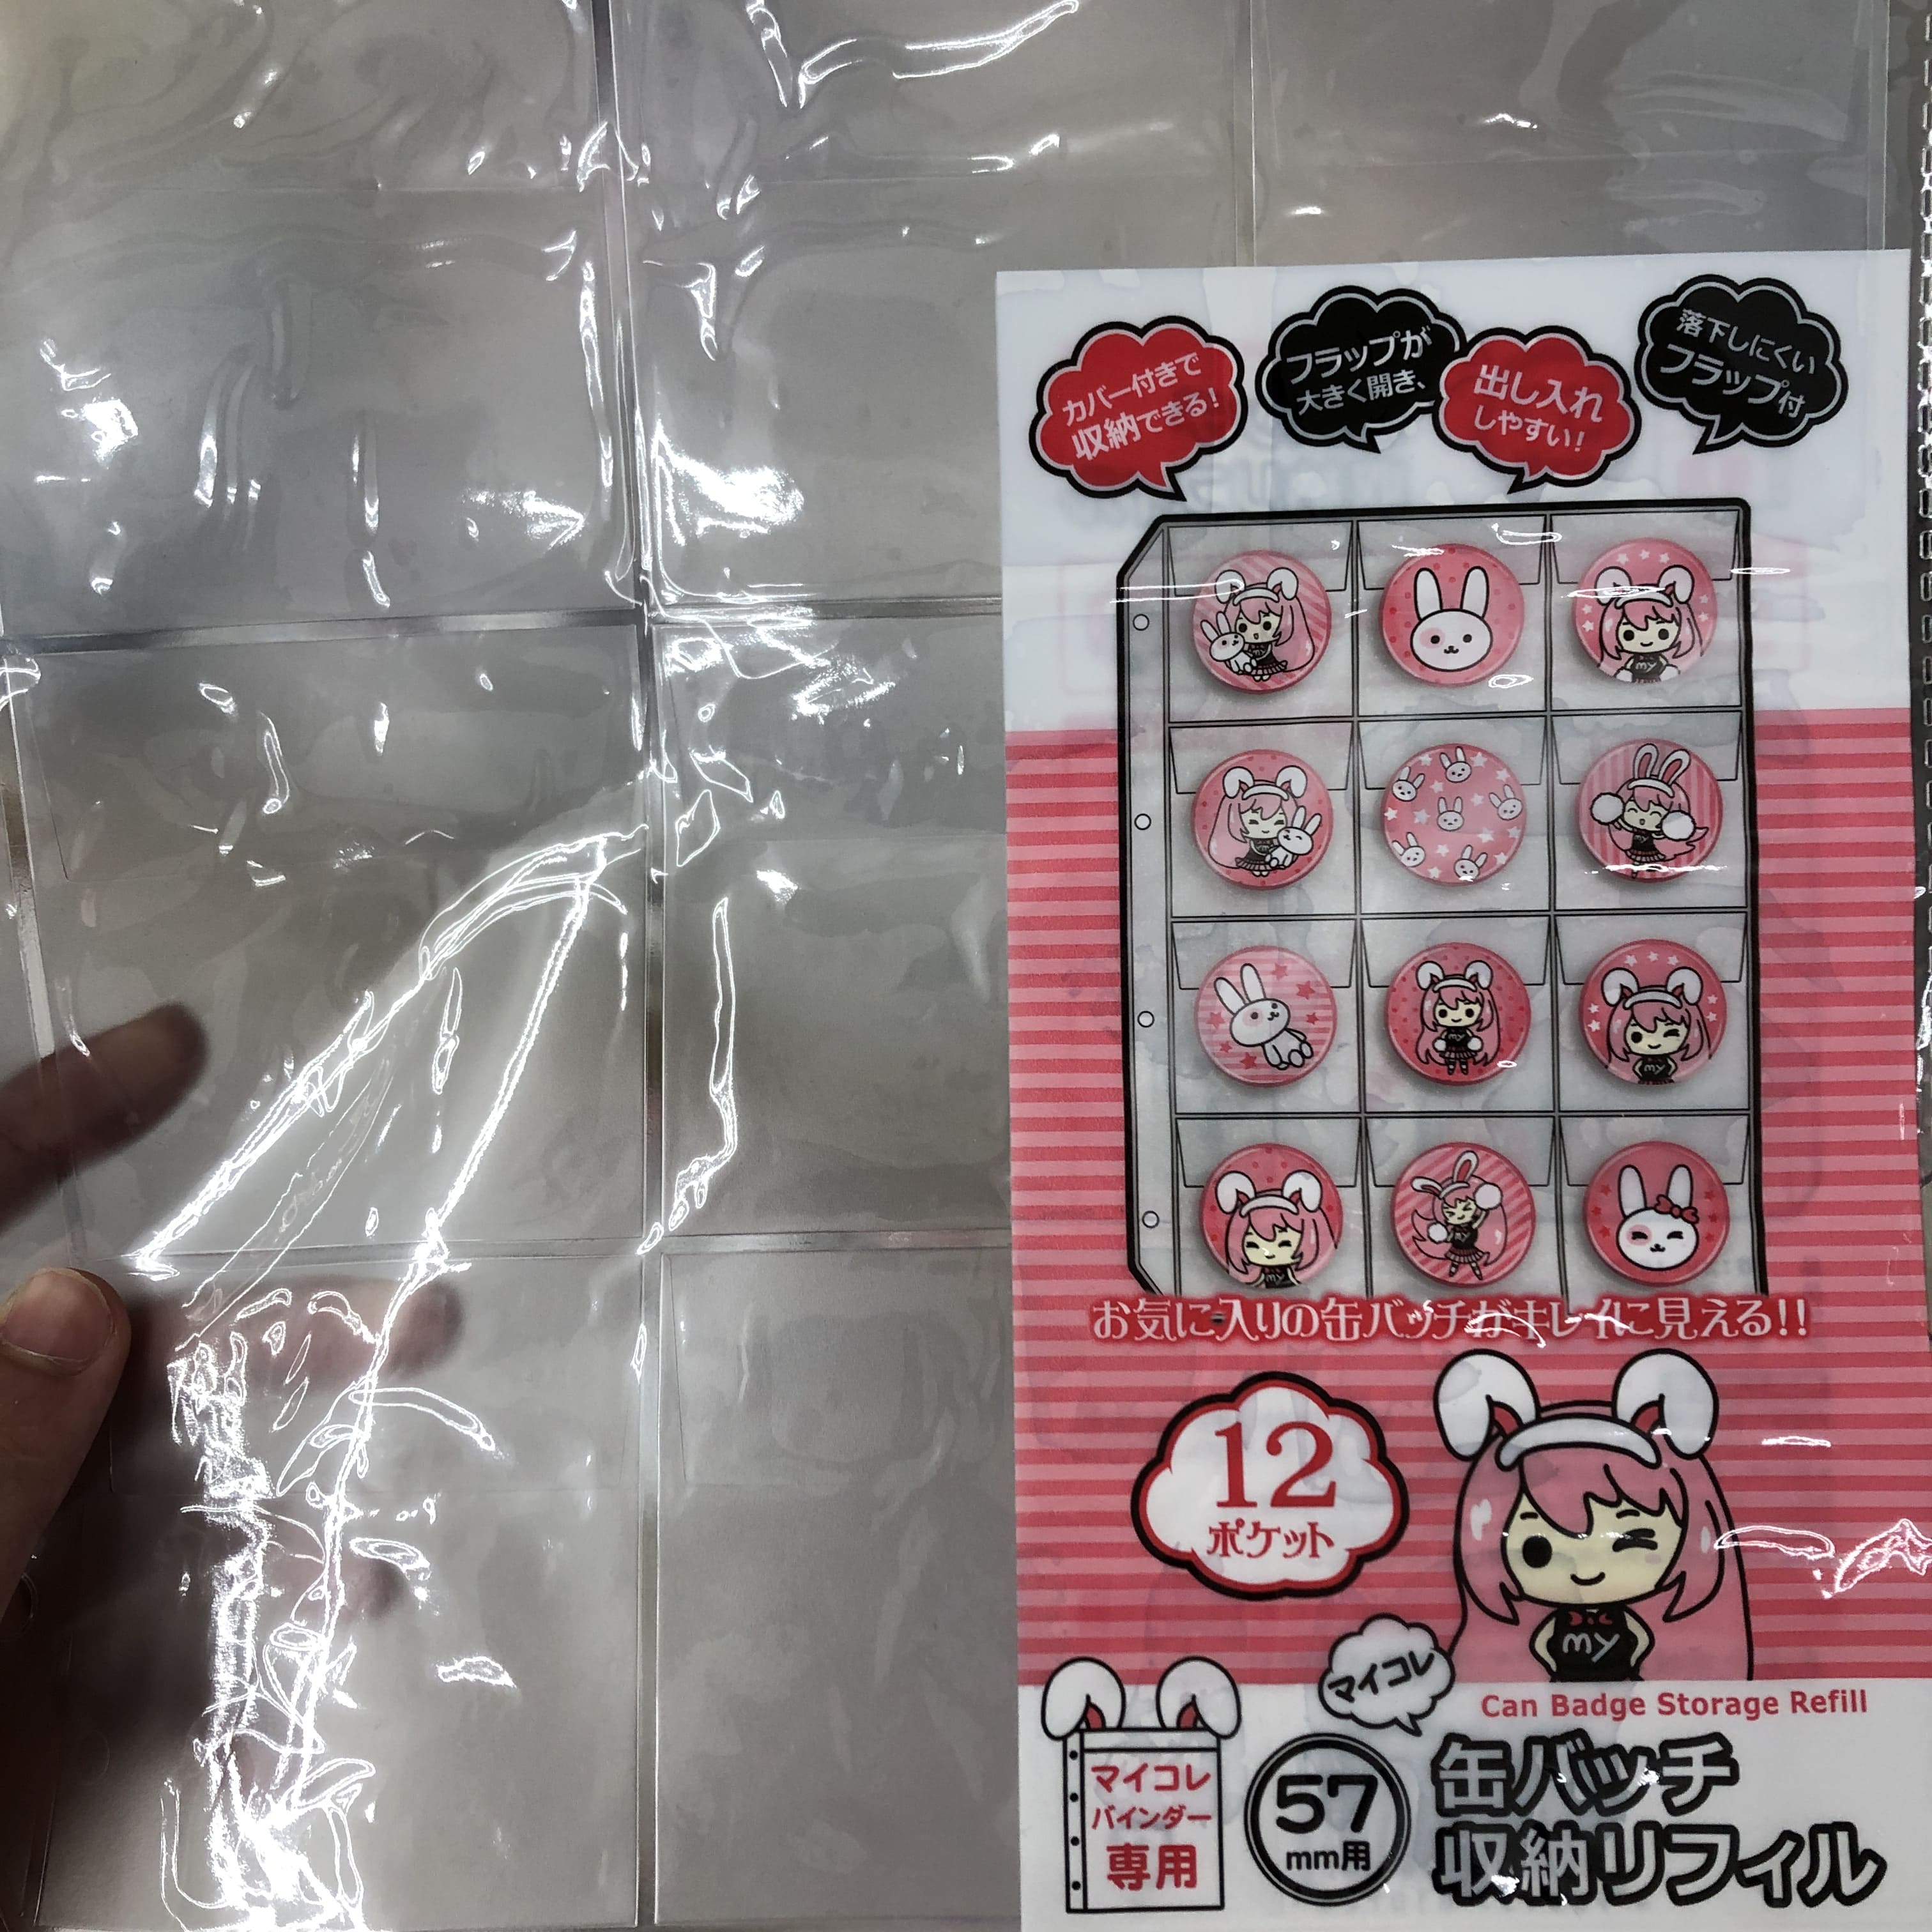 カバー付きで
収納できる!
フラップが
大きく開き、
出し入れ
しやすい!
落下しにくい
フラップ付
my
my
my
my
お気に入りの缶バッチがキレイに見える!!
12
ポケット
my
マイコレ
Can Badge Storage Refill
マイコレ
バインダー
専用
57
mm用
缶バッチ
収納リフィル